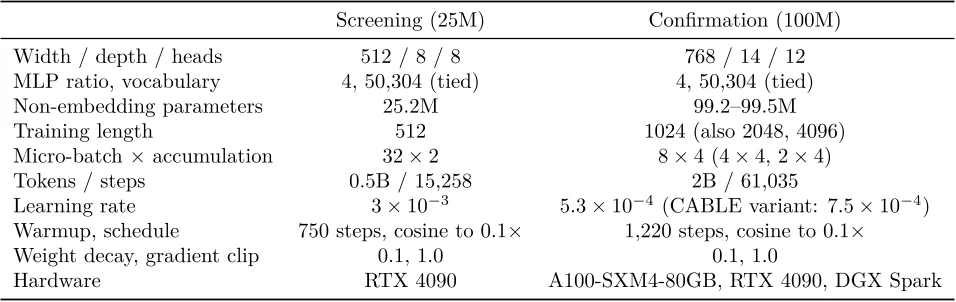 Screening (25M) Confirmation (100M)
Width / depth / heads 512 / 8 / 8 768 / 14 / 12
MLP ratio, vocabulary 4, 50,304 (tied) 4, 50,304 (tied)
Non-embedding parameters 25.2M 99.2–99.5M
Training length 512 1024 (also 2048, 4096)
Micro-batch × accumulation 32 × 2 8 × 4 (4 × 4, 2 × 4)
Tokens / steps 0.5B / 15,258 2B / 61,035
Learning rate 3 × 10⁻³ 5.3 × 10⁻⁴ (CABLE variant: 7.5 × 10⁻⁴)
Warmup, schedule 750 steps, cosine to 0.1× 1,220 steps, cosine to 0.1×
Weight decay, gradient clip 0.1, 1.0 0.1, 1.0
Hardware RTX 4090 A100-SXM4-80GB, RTX 4090, DGX Spark